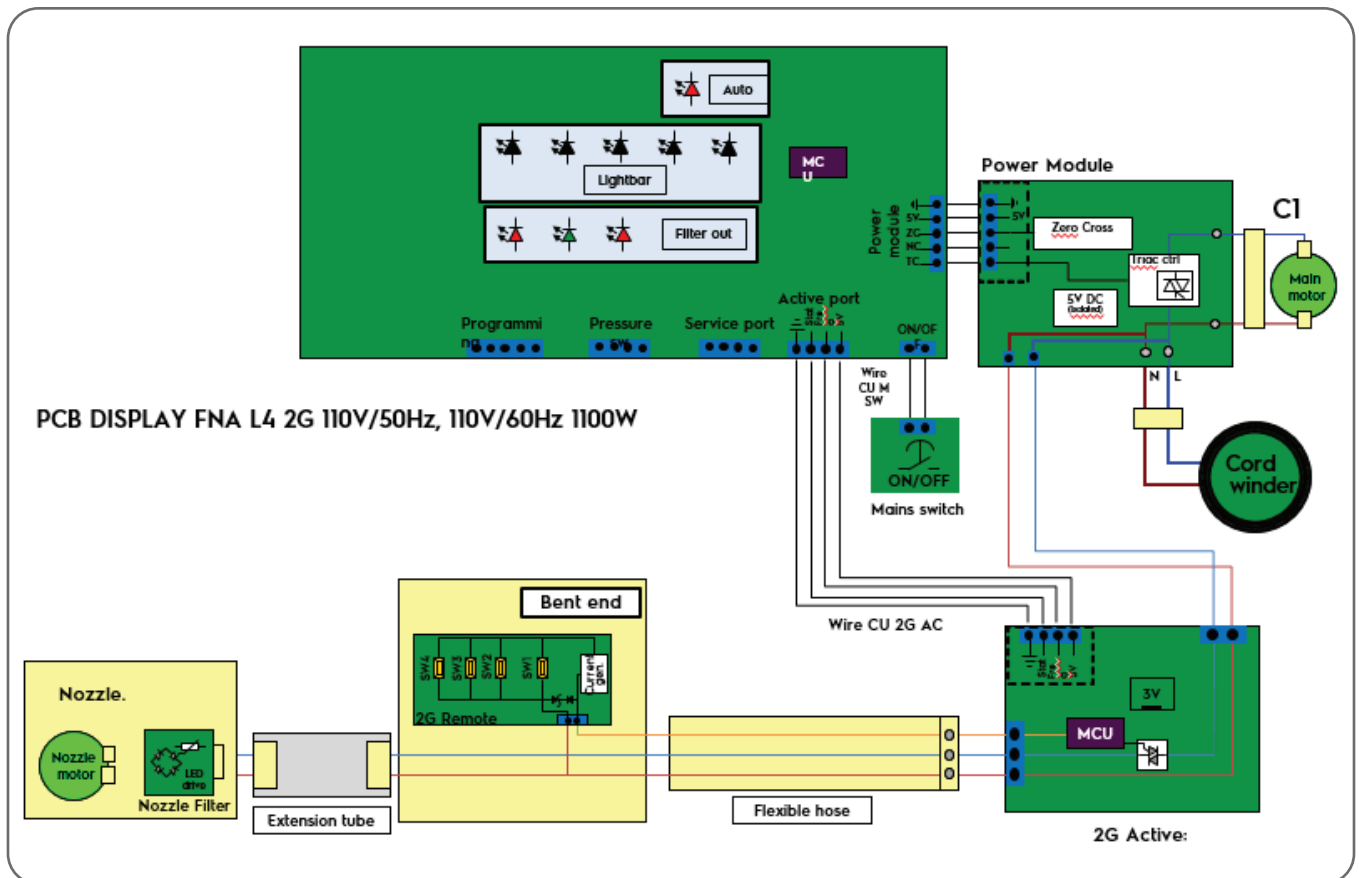 Auto
Lightbar
MC
U
Filter out
Power
module
5V
ZC
NC
TC
Power Module
5V
Zero Cross
Triac ctrl
5V DC
(isolated)
C1
Main
motor
Programmi
ng
Pressure
sw
Service port
Active port
Stat
5V
ON/OF
F
N
L
Wire
CU M
SW
PCB DISPLAY FNA L4 2G 110V/50Hz, 110V/60Hz 1100W
ON/OFF
Mains switch
Cord
winder
Bent end
Wire CU 2G AC
SW4
SW3
SW2
SW1
Current
gen.
2G Remote
Stat
5V
3V
MCU
Nozzle.
Nozzle
motor
LED
drive
Nozzle Filter
Extension tube
Flexible hose
2G Active: